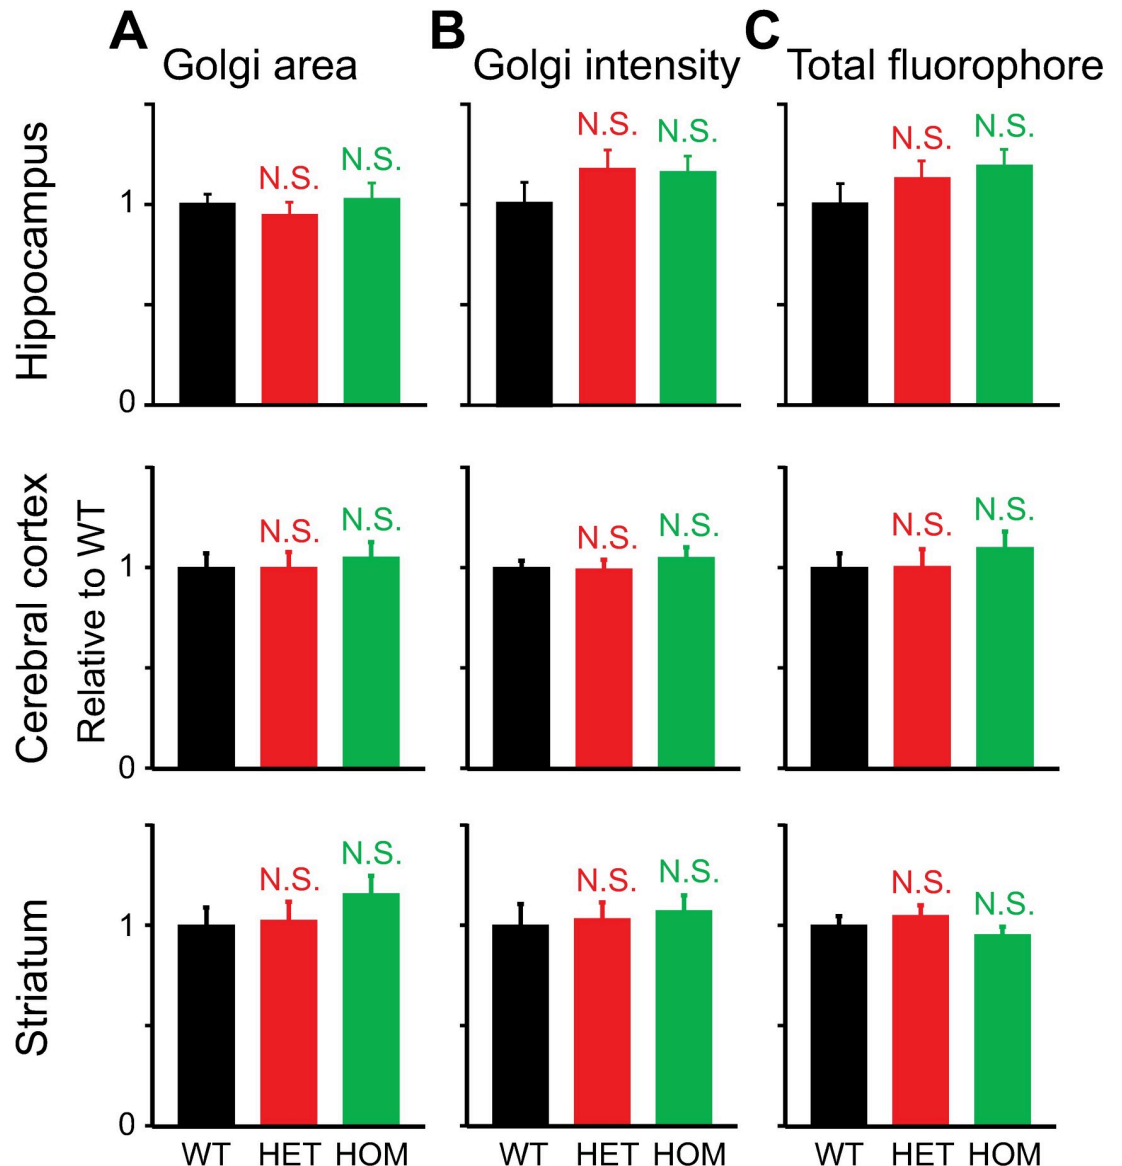 A B C
Golgi area Golgi intensity Total fluorophore
Hippocampus
N.S. N.S. N.S. N.S. N.S. N.S.
1
0
Cerebral cortex
Relative to WT
N.S. N.S. N.S. N.S. N.S. N.S.
1
0
Striatum
N.S. N.S. N.S. N.S. N.S. N.S.
1
0
WT HET HOM WT HET HOM WT HET HOM